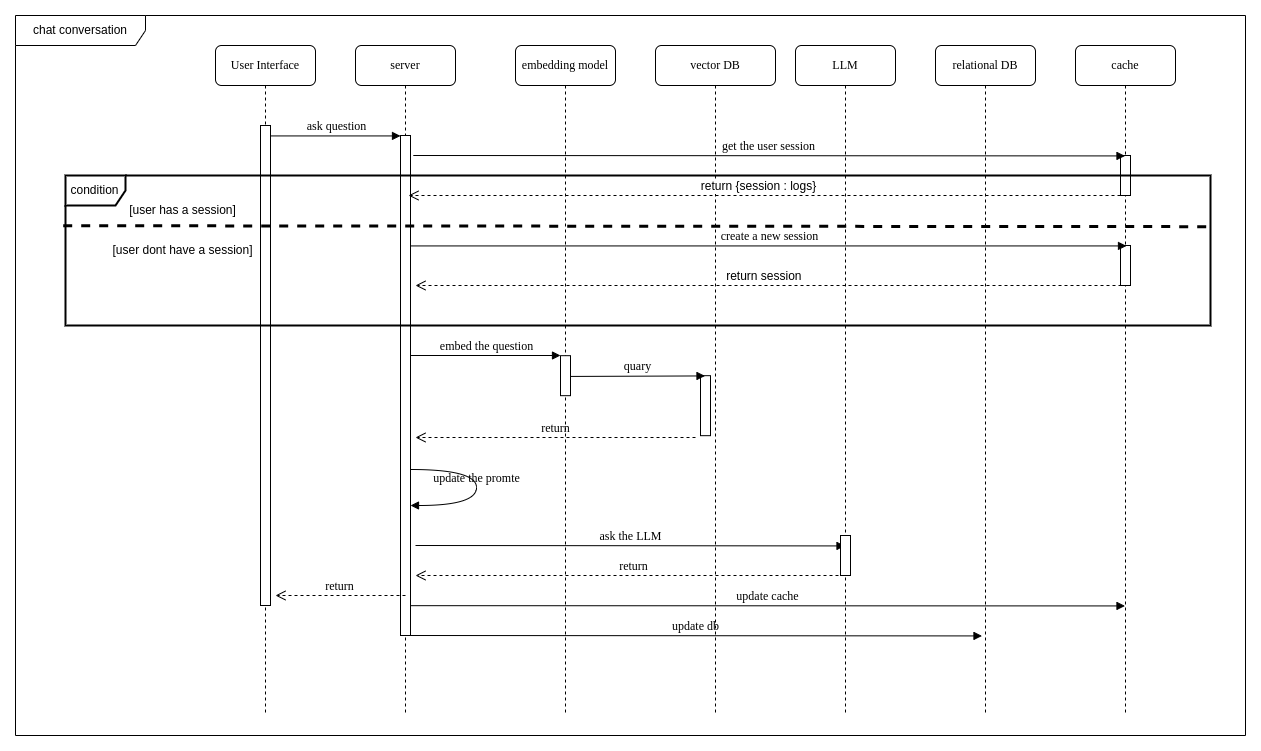 chat conversation
User Interface
server
embedding model
vector DB
LLM
relational DB
cache
ask question
get the user session
condition
return {session : logs}
[user has a session]
create a new session
[user dont have a session]
return session
embed the question
quary
return
update the promte
ask the LLM
return
return
update cache
update db